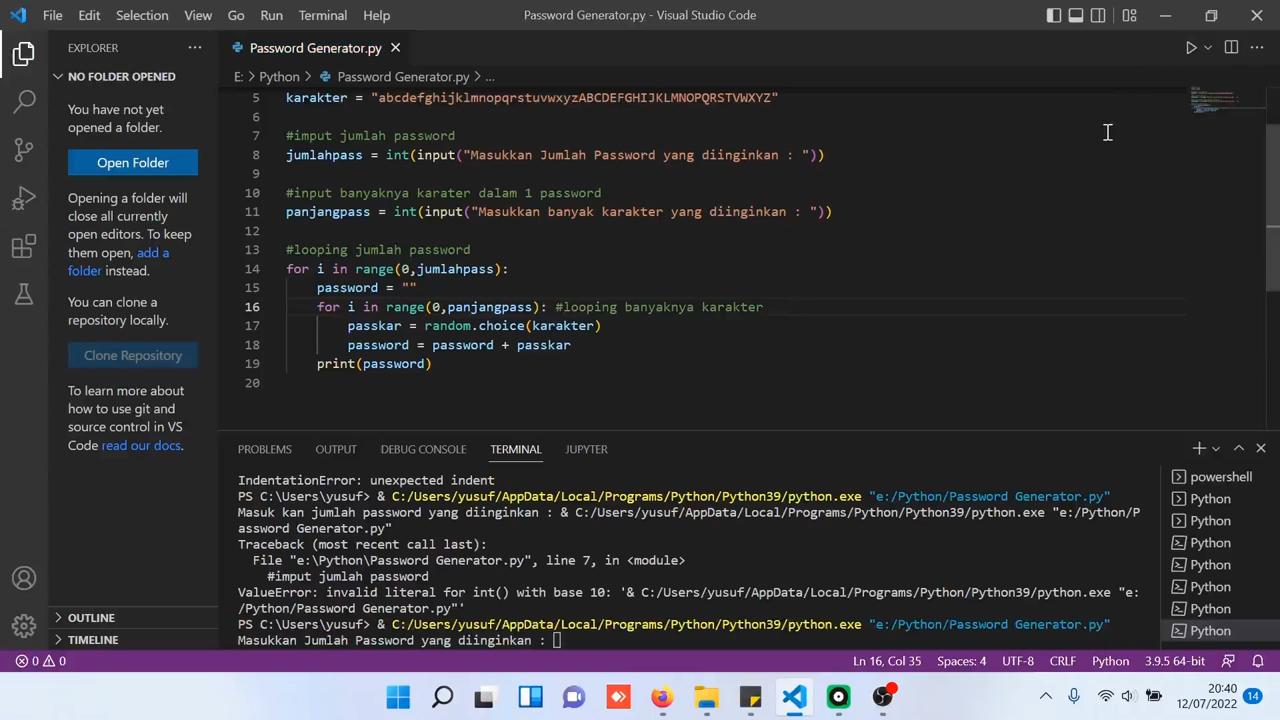 File Edit Selection View Go Run Terminal Help Password Generator.py - Visual Studio Code
EXPLORER
NO FOLDER OPENED
You have not yet
opened a folder.
Open Folder
Opening a folder will
close all currently
open editors. To keep
them open, add a
folder instead.
You can clone a
repository locally.
Clone Repository
To learn more about
how to use git and
source control in VS
Code read our docs.
OUTLINE
TIMELINE
Password Generator.py
E: > Python > Password Generator.py > ...
5 karakter = "abcdefghijklmnopqrstuvwxyzABCDEFGHIJKLMNOPQRSTVWXYZ"
6
7 #imput jumlah password
8 jumlahpass = int(input("Masukkan Jumlah Password yang diinginkan : "))
9
10 #input banyaknya karater dalam 1 password
11 panjangpass = int(input("Masukkan banyak karakter yang diinginkan : "))
12
13 #looping jumlah password
14 for i in range(0,jumlahpass):
15 password = ""
16 for i in range(0,panjangpass): #looping banyaknya karakter
17 passkar = random.choice(karakter)
18 password = password + passkar
19 print(password)
20
PROBLEMS OUTPUT DEBUG CONSOLE TERMINAL JUPYTER
IndentationError: unexpected indent
PS C:\Users\yusuf> & C:/Users/yusuf/AppData/Local/Programs/Python/Python39/python.exe "e:/Python/Password Generator.py"
Masuk kan jumlah password yang diinginkan : & C:/Users/yusuf/AppData/Local/Programs/Python/Python39/python.exe "e:/Python/P
assword Generator.py"
Traceback (most recent call last):
File "e:\Python\Password Generator.py", line 7, in <module>
#imput jumlah password
ValueError: invalid literal for int() with base 10: '& C:/Users/yusuf/AppData/Local/Programs/Python/Python39/python.exe "e:
/Python/Password Generator.py"'
PS C:\Users\yusuf> & C:/Users/yusuf/AppData/Local/Programs/Python/Python39/python.exe "e:/Python/Password Generator.py"
Masukkan Jumlah Password yang diinginkan :
powershell
Python
Python
Python
Python
Python
Python
Python
0 0 Ln 16, Col 35 Spaces: 4 UTF-8 CRLF Python 3.9.5 64-bit
20:40
12/07/2022
14